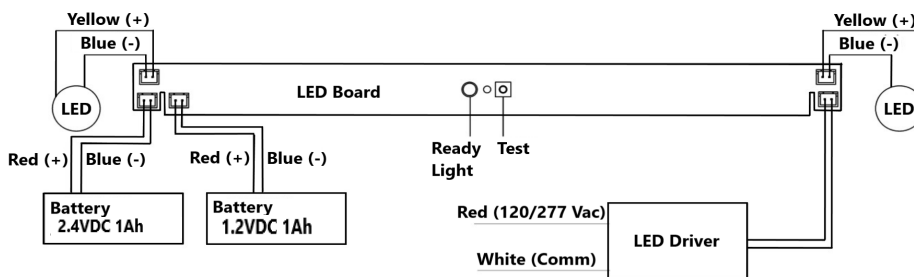 Yellow (+)
Blue (-)
LED
LED Board
Ready
Light
Test
Yellow (+)
Blue (-)
LED
Red (+)
Blue (-)
Red (+)
Blue (-)
Battery
2.4VDC 1Ah
Battery
1.2VDC 1Ah
Red (120/277 Vac)
White (Comm)
LED Driver